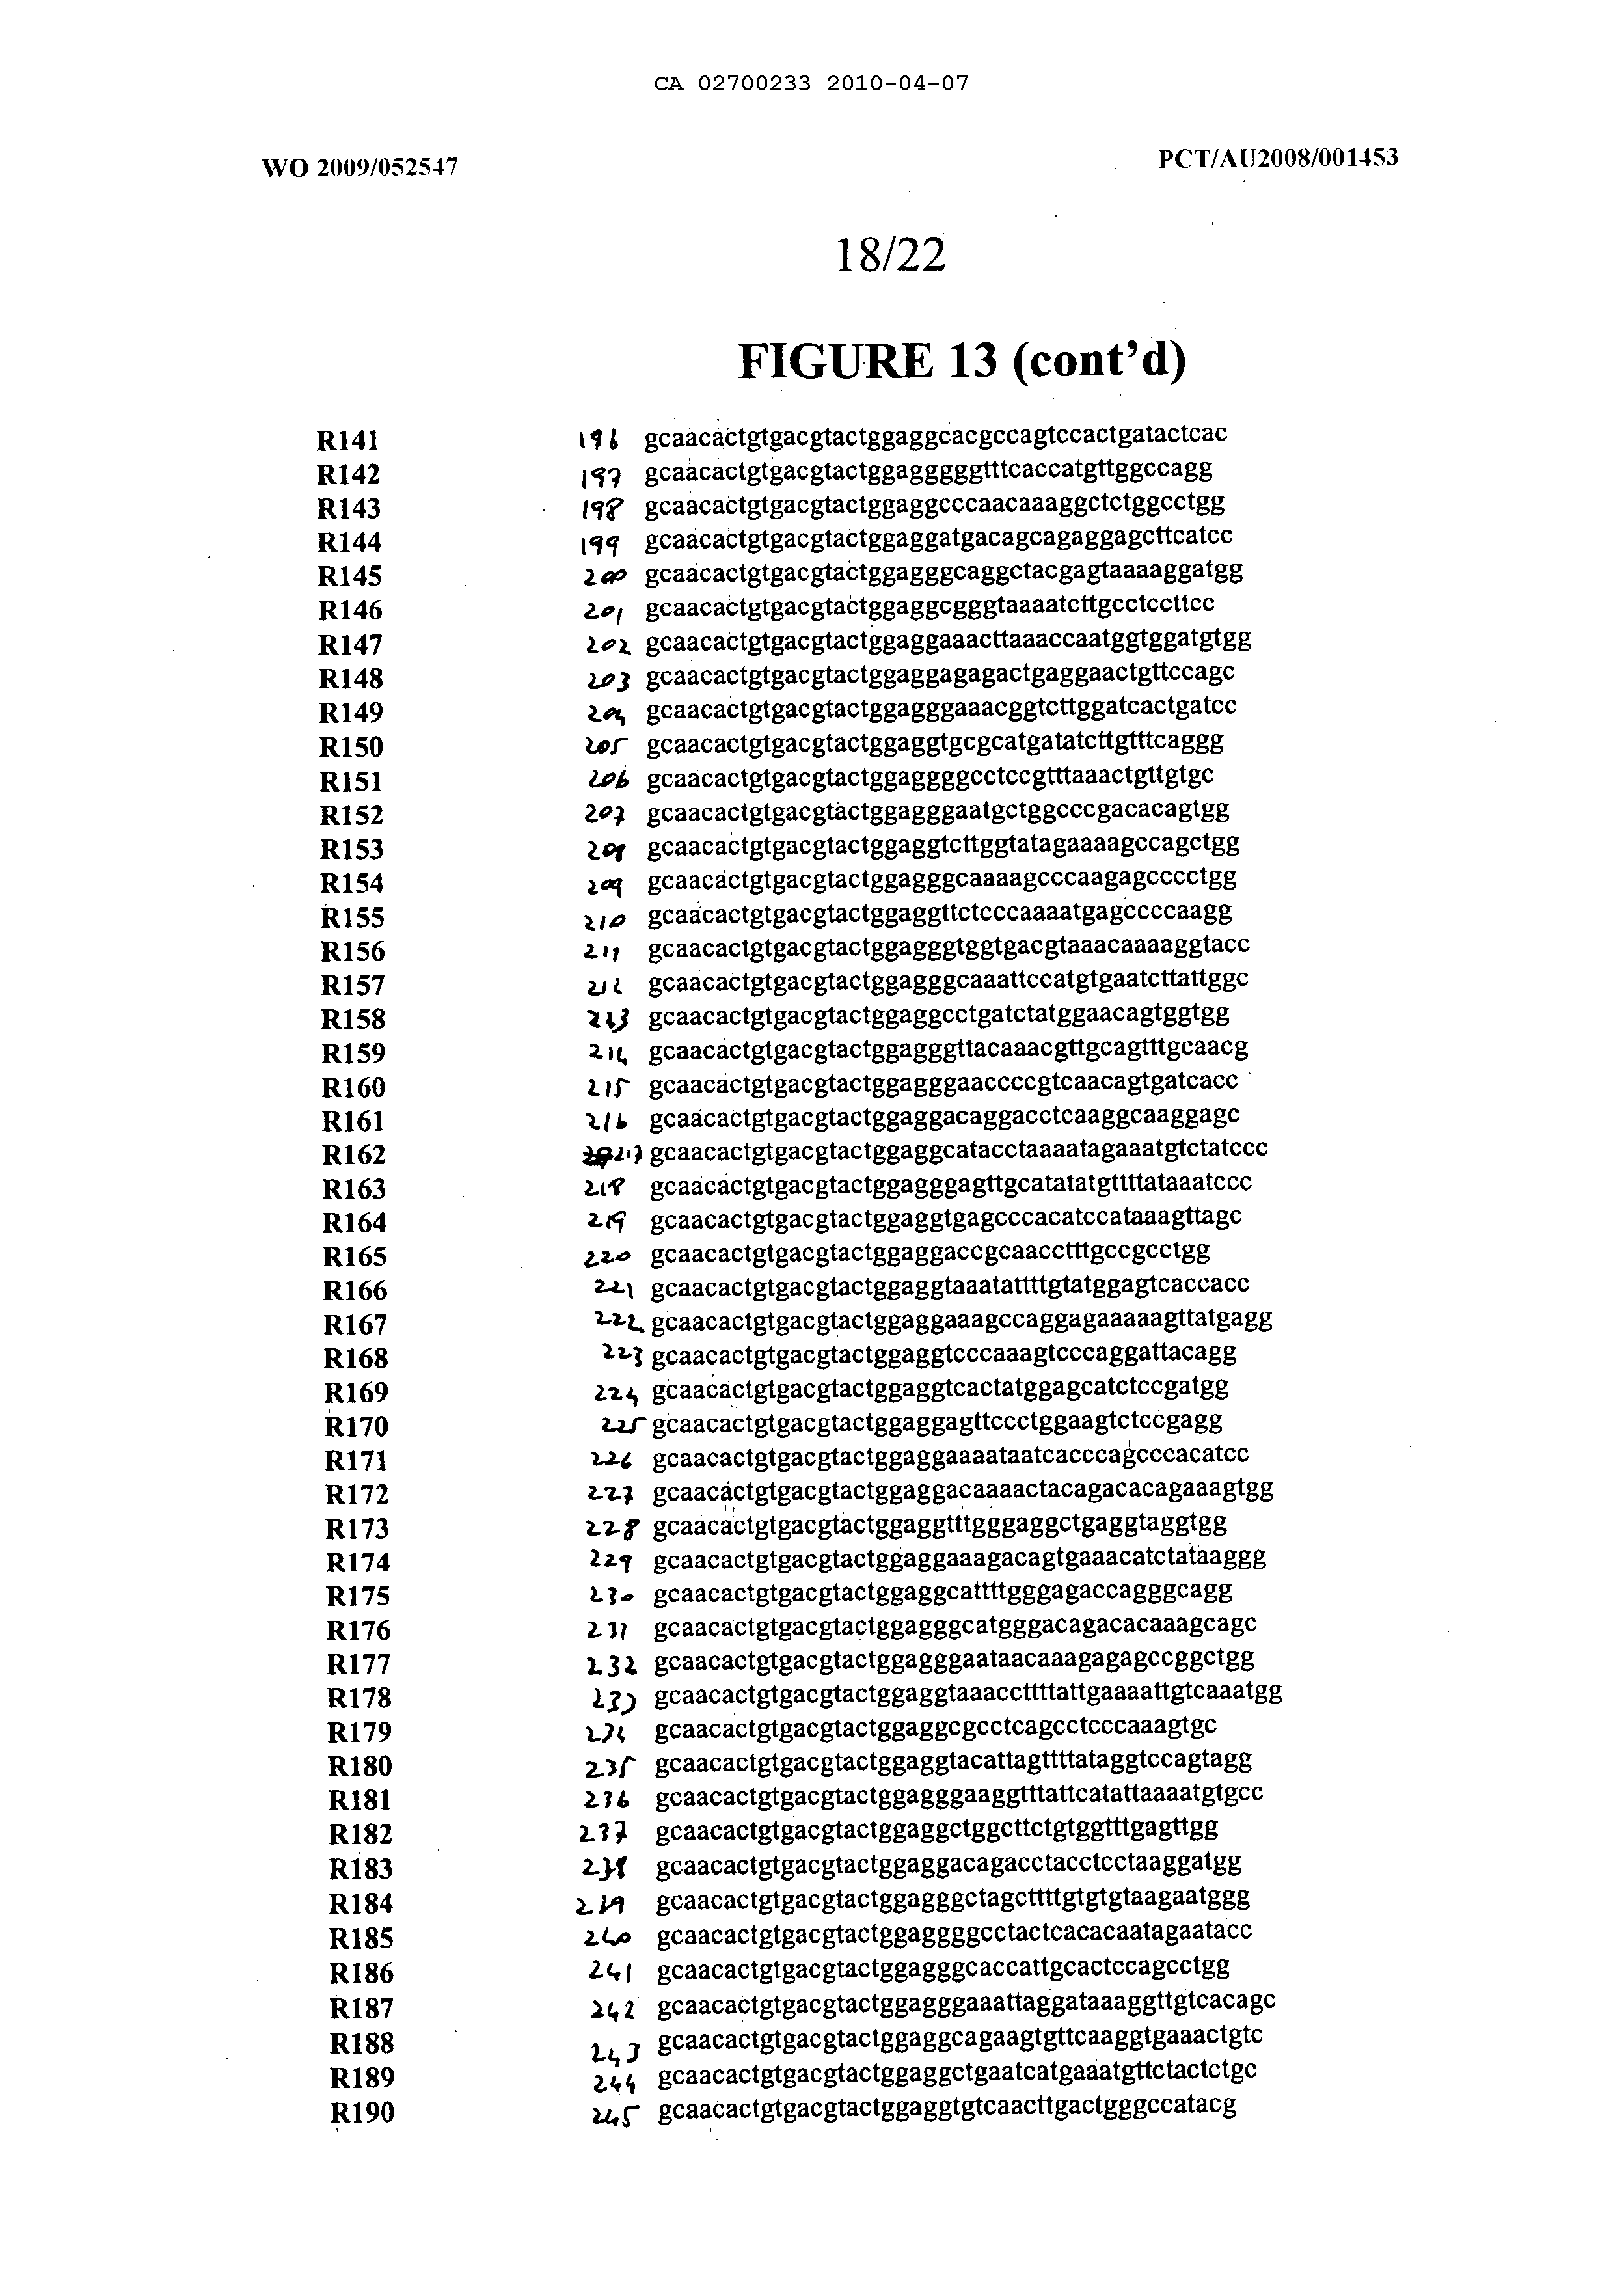 CA 02700233 2010-04-07
WO 2009/052547 PCT/AU2008/001453
18/22
FIGURE 13 (cont'd)
R141 196 gcaacactgtgacgtactggaggcacgccagtccactgatactcac
R142 197 gcaacactgtgacgtactggagggggtttcaccatgttggccagg
R143 198 gcaacactgtgacgtactggaggcccaacaaaggctctggcctgg
R144 199 gcaacactgtgacgtactggaggatgacagcagaggagcttcatcc
R145 200 gcaacactgtgacgtactggagggcaggctacgagtaaaaggatgg
R146 201 gcaacactgtgacgtactggaggcgggtaaaatcttgcctccttcc
R147 202 gcaacactgtgacgtactggaggaaacttaaaccaatggtggatgtgg
R148 203 gcaacactgtgacgtactggaggagagactgaggaactgttccagc
R149 204 gcaacactgtgacgtactggagggaaacggtcttggatcactgatcc
R150 205 gcaacactgtgacgtactggaggtgcgcatgatatcttgtttcaggg
R151 206 gcaacactgtgacgtactggaggggcctccgtttaaactgttgtgc
R152 207 gcaacactgtgacgtactggagggaatgctggcccgacacagtgg
R153 208 gcaacactgtgacgtactggaggtcttggtatagaaaagccagctgg
R154 209 gcaacactgtgacgtactggagggcaaaagcccaagagcccctgg
R155 210 gcaacactgtgacgtactggaggttctcccaaaatgagccccaagg
R156 211 gcaacactgtgacgtactggagggtggtgacgtaaacaaaaggtacc
R157 212 gcaacactgtgacgtactggagggcaaattccatgtgaatcttattggc
R158 213 gcaacactgtgacgtactggaggcctgatctatggaacagtggtgg
R159 214 gcaacactgtgacgtactggagggttacaaacgttgcagtttgcaacg
R160 215 gcaacactgtgacgtactggagggaaccccgtcaacagtgatcacc
R161 216 gcaacactgtgacgtactggaggacaggacctcaaggcaaggagc
R162 217 gcaacactgtgacgtactggaggcatacctaaaatagaaatgtctatccc
R163 218 gcaacactgtgacgtactggagggagttgcatatatgttttataaatccc
R164 219 gcaacactgtgacgtactggaggtgagcccacatccataaagttagc
R165 220 gcaacactgtgacgtactggaggaccgcaacctttgccgcctgg
R166 221 gcaacactgtgacgtactggaggtaaatattttgtatggagtcaccacc
R167 222 gcaacactgtgacgtactggaggaaagccaggagaaaaagttatgagg
R168 223 gcaacactgtgacgtactggaggtcccaaagtcccaggattacagg
R169 224 gcaacactgtgacgtactggaggtcactatggagcatctccgatgg
R170 225 gcaacactgtgacgtactggaggagttccctggaagtctccgagg
R171 226 gcaacactgtgacgtactggaggaaaataatcacccagcccacatcc
R172 227 gcaacactgtgacgtactggaggacaaaactacagacacagaaagtgg
R173 228 gcaacactgtgacgtactggaggtttgggaggctgaggtaggtgg
R174 229 gcaacactgtgacgtactggaggaaagacagtgaaacatctataaggg
R175 230 gcaacactgtgacgtactggaggcattttgggagaccagggcagg
R176 231 gcaacactgtgacgtactggagggcatgggacagacacaaagcagc
R177 232 gcaacactgtgacgtactggagggaataacaaagagagccggctgg
R178 233 gcaacactgtgacgtactggaggtaaaccttttattgaaaattgtcaaatgg
R179 234 gcaacactgtgacgtactggaggcgcctcagcctcccaaagtgc
R180 235 gcaacactgtgacgtactggaggtacattagttttataggtccagtagg
R181 236 gcaacactgtgacgtactggagggaaggtttattcatattaaaatgtgcc
R182 237 gcaacactgtgacgtactggaggctggcttctgtggtttgagttgg
R183 238 gcaacactgtgacgtactggaggacagacctacctcctaaggatgg
R184 239 gcaacactgtgacgtactggagggctagcttttgtgtgtaagaatggg
R185 240 gcaacactgtgacgtactggaggggcctactcacacaatagaatacc
R186 241 gcaacactgtgacgtactggagggcaccattgcactccagcctgg
R187 242 gcaacactgtgacgtactggagggaaattaggataaaggttgtcacagc
R188 243 gcaacactgtgacgtactggaggcagaagtgttcaaggtgaaactgtc
R189 244 gcaacactgtgacgtactggaggctgaatcatgaaatgttctactctgc
R190 245 gcaacactgtgacgtactggaggtgtcaacttgactgggccatacg